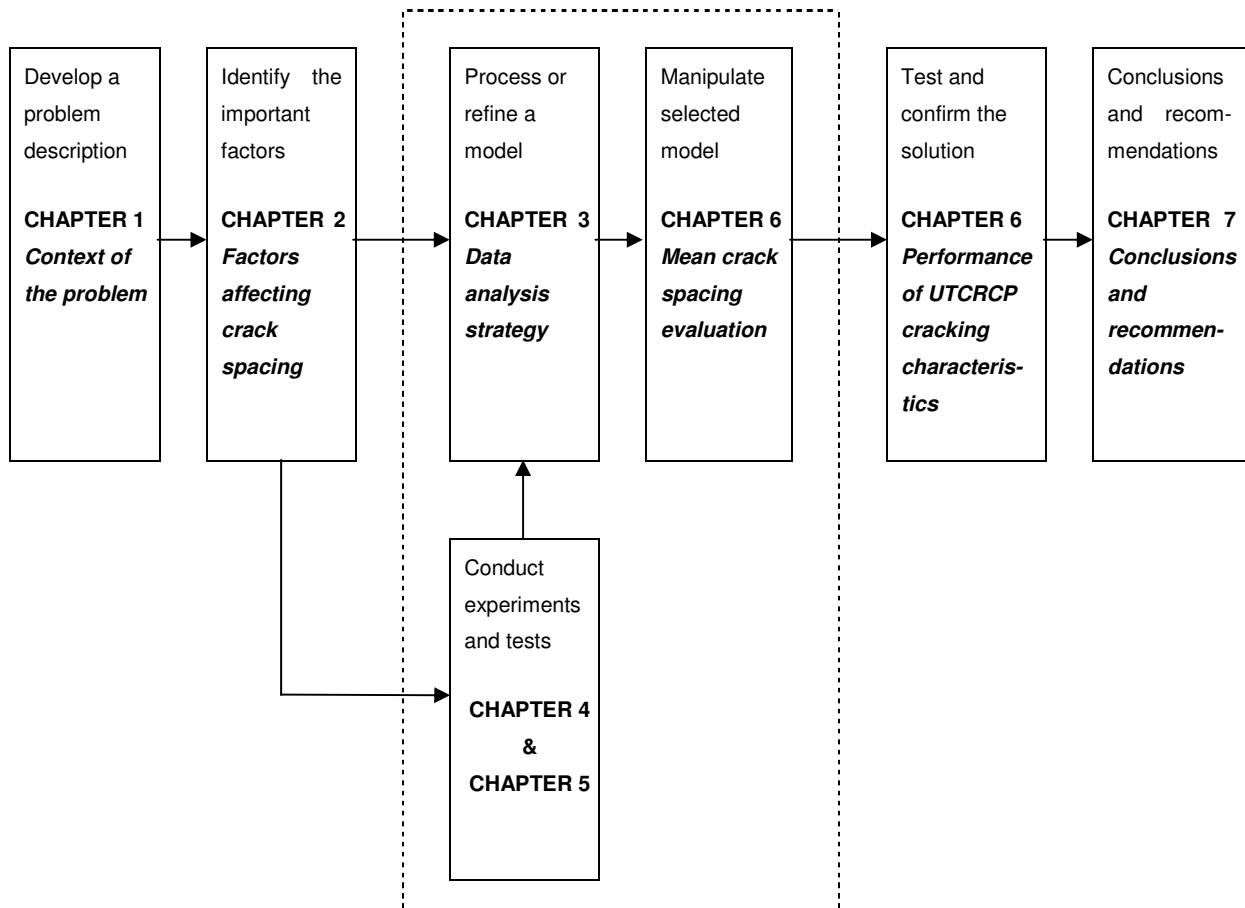 Develop a
problem
description
CHAPTER 1
Context of
the problem
Identify the
important
factors
CHAPTER 2
Factors
affecting
crack
spacing
Process or
refine a
model
CHAPTER 3
Data
analysis
strategy
Manipulate
selected
model
CHAPTER 6
Mean crack
spacing
evaluation
Test and
confirm the
solution
CHAPTER 6
Performance
of UTCRCP
cracking
characteris-
tics
Conclusions
and recom-
mendations
CHAPTER 7
Conclusions
and
recommen-
dations
Conduct
experiments
and tests
CHAPTER 4
&
CHAPTER 5